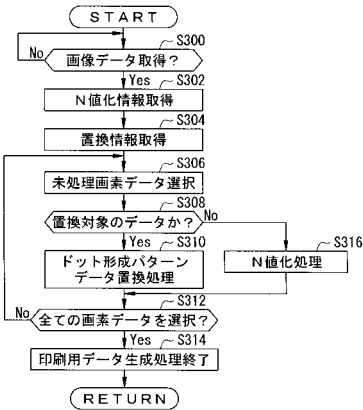 START
S300
画像データ取得?
No
Yes
S302
N値化情報取得
S304
置換情報取得
S306
未処理画素データ選択
S308
置換対象のデータか?
No
Yes
S310
S316
ドット形成パターン
データ置換処理
N値化処理
S312
全ての画素データを選択?
No
Yes
S314
印刷用データ生成処理終了
RETURN